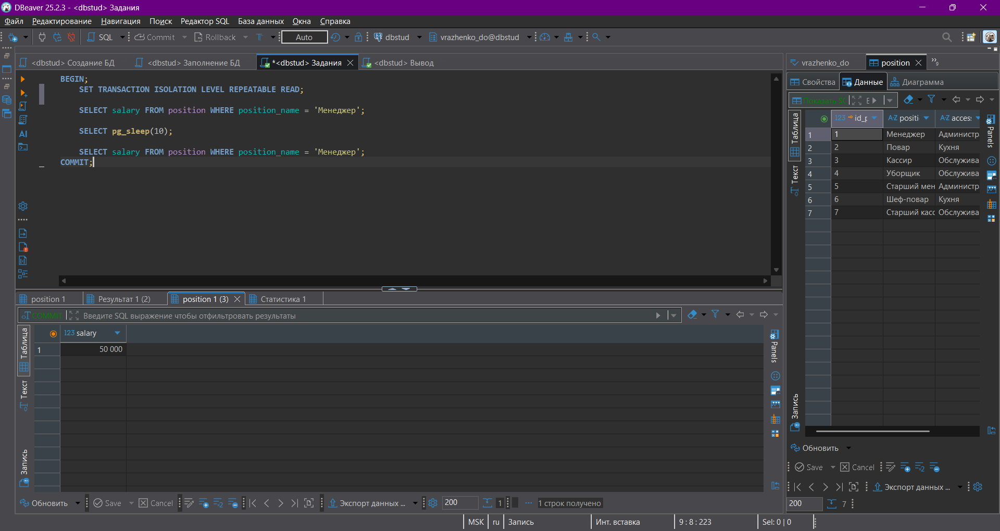 DBeaver 25.2.3 - <dbstud> Задания
Файл Редактирование Навигация Поиск Редактор SQL База данных Окна Справка
SQL Commit Rollback T Auto dbstud vrazhenko_do@dbstud
<dbstud> Создание БД <dbstud> Заполнение БД *<dbstud> Задания <dbstud> Вывод
BEGIN;
SET TRANSACTION ISOLATION LEVEL REPEATABLE READ;
SELECT salary FROM position WHERE position_name = 'Менеджер';
SELECT pg_sleep(10);
SELECT salary FROM position WHERE position_name = 'Менеджер';
COMMIT;
AI
position 1 Результат 1 (2) position 1 (3) Статистика 1
COMMIT Введите SQL выражение чтобы отфильтровать результаты
Таблица
Текст
Запись
123 salary
1 50 000
Panels
Обновить Save Cancel Экспорт данных ... 200 1 ... 1 строк получено
vrazhenko_do position »9
Свойства Данные Диаграмма
Показать SC E
Таблица
Текст
Запись
123 id_p A-Z positi A-Z access
1 1 Менеджер Администр
2 2 Повар Кухня
3 3 Кассир Обслужива
4 4 Уборщик Обслужива
5 5 Старший мен Администр
6 6 Шеф-повар Кухня
7 7 Старший касс Обслужива
Panels
Обновить
Save Cancel
Экспорт данных ...
200 7
MSK ru Запись Инт. вставка 9 : 8 : 223 Sel: 0 | 0